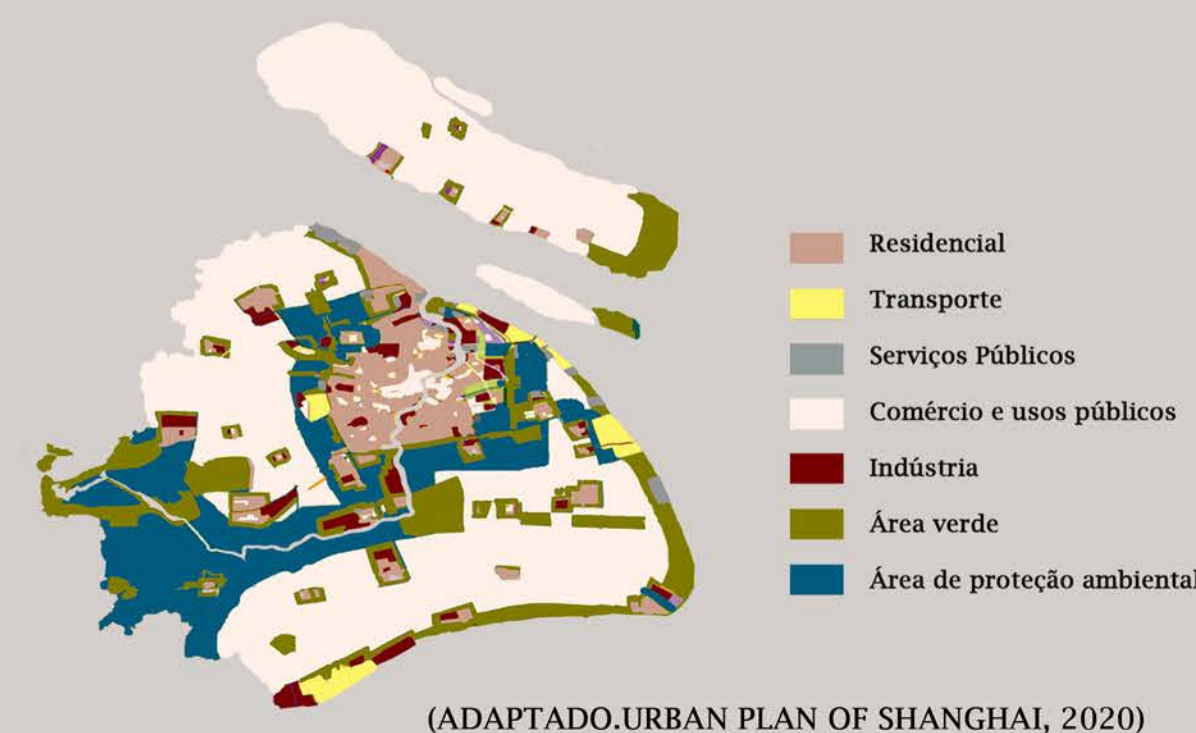 Residencial
Transporte
Serviços Públicos
Comércio e usos públicos
Indústria
Área verde
Área de proteção ambiental
(ADAPTADO.URBAN PLAN OF SHANGHAI, 2020)